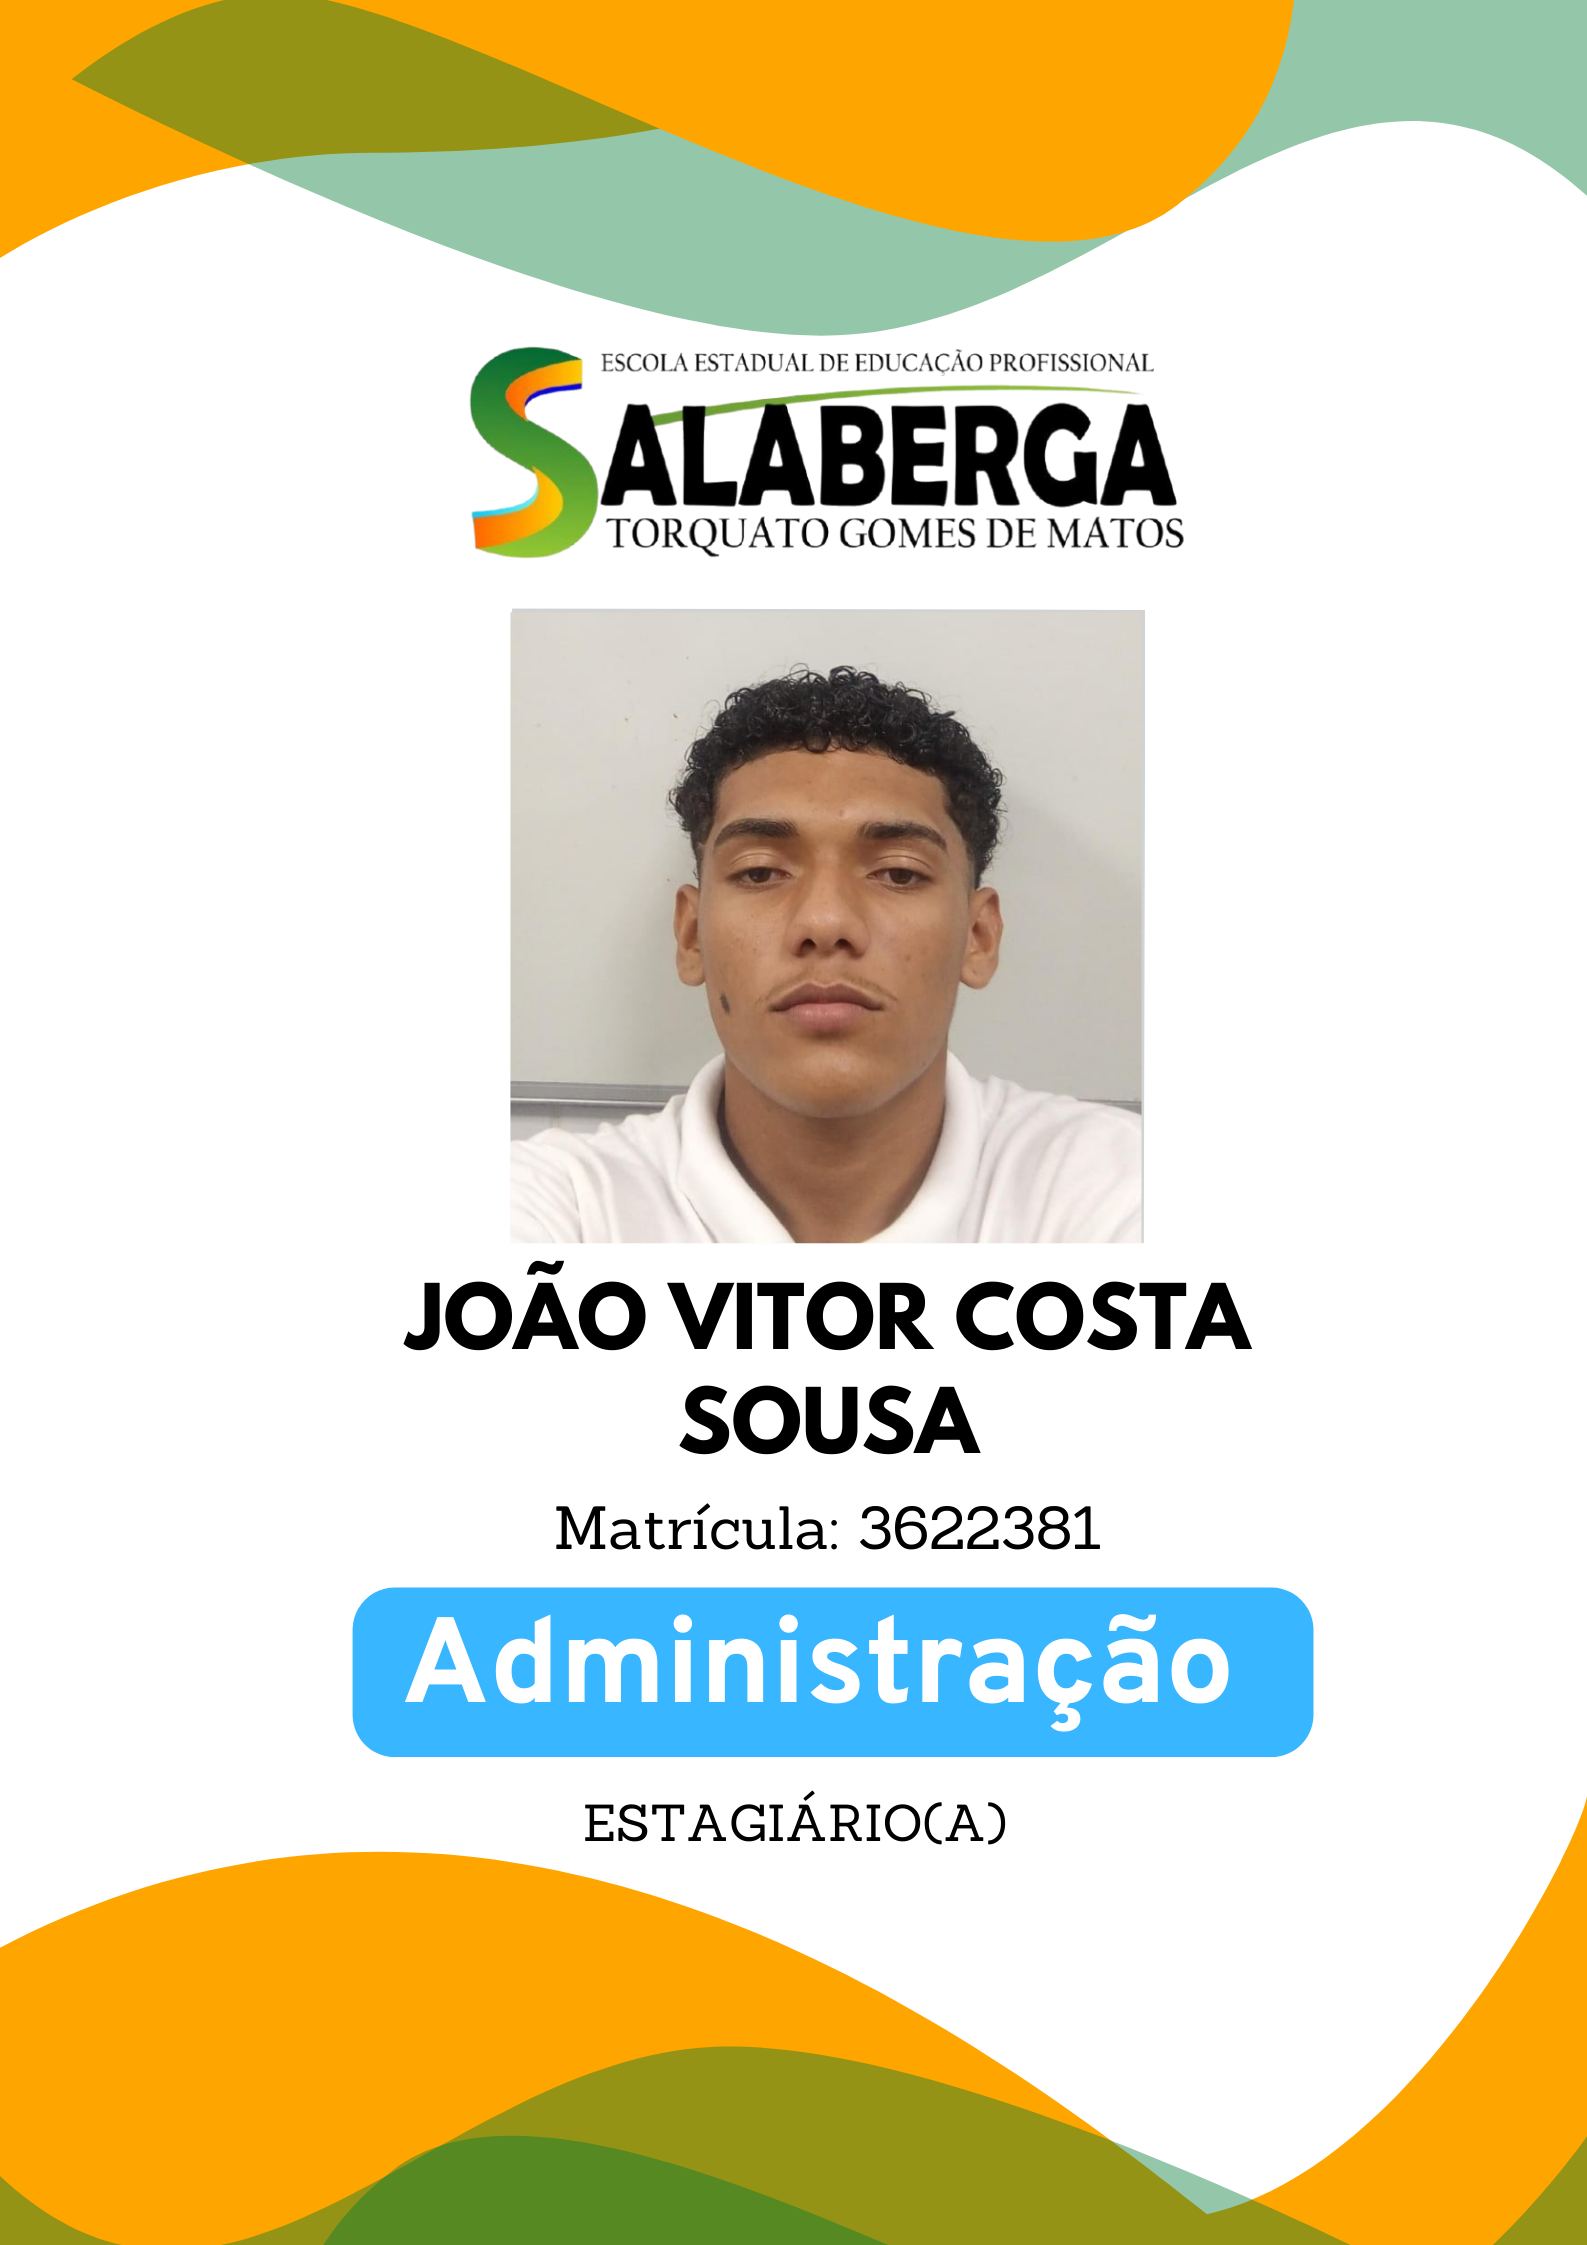 ESCOLA ESTADUAL DE EDUCAÇÃO PROFISSIONAL
SALABERGA
TORQUATO GOMES DE MATOS
JOÃO VITOR COSTA
SOUSA
Matrícula: 3622381
Administração
ESTAGIÁRIO(A)